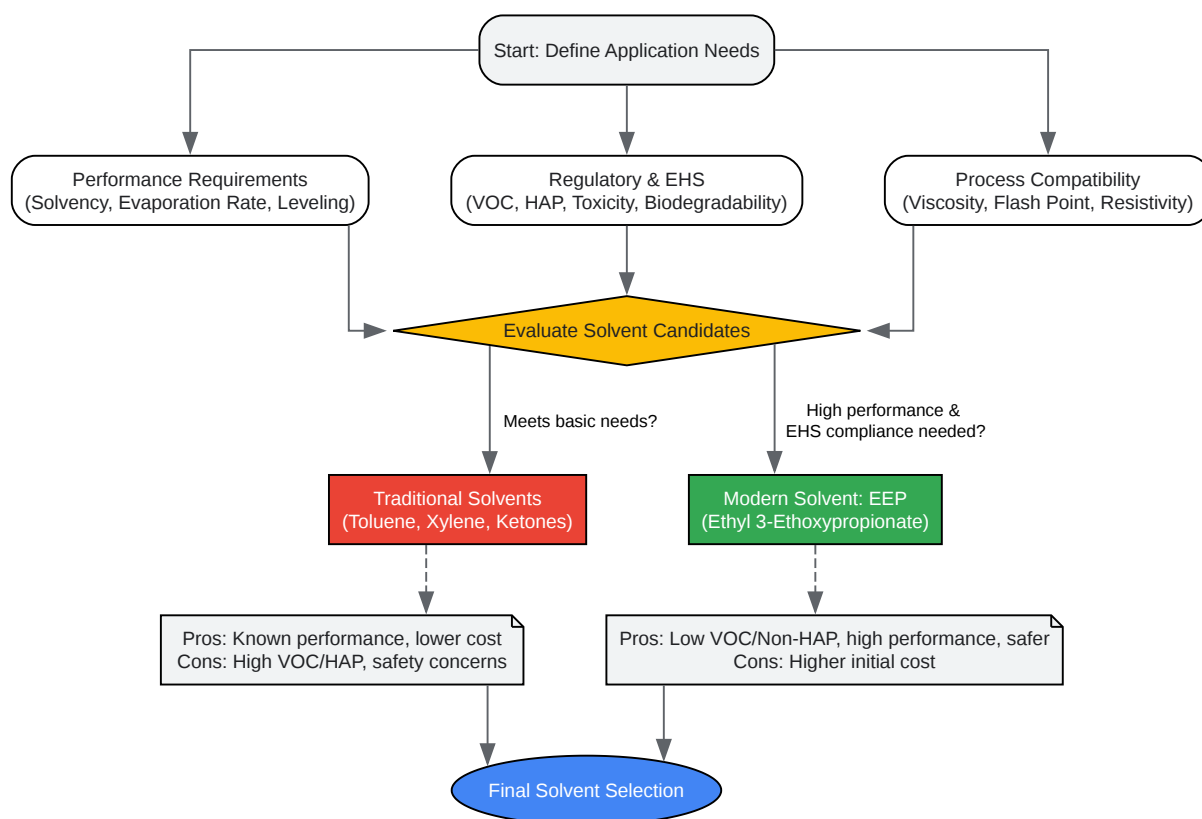 Start: Define Application Needs
Performance Requirements
(Solvency, Evaporation Rate, Leveling)
Regulatory & EHS
(VOC, HAP, Toxicity, Biodegradability)
Process Compatibility
(Viscosity, Flash Point, Resistivity)
Evaluate Solvent Candidates
Meets basic needs?
High performance &
EHS compliance needed?
Traditional Solvents
(Toluene, Xylene, Ketones)
Modern Solvent: EEP
(Ethyl 3-Ethoxypropionate)
Pros: Known performance, lower cost
Cons: High VOC/HAP, safety concerns
Pros: Low VOC/Non-HAP, high performance, safer
Cons: Higher initial cost
Final Solvent Selection